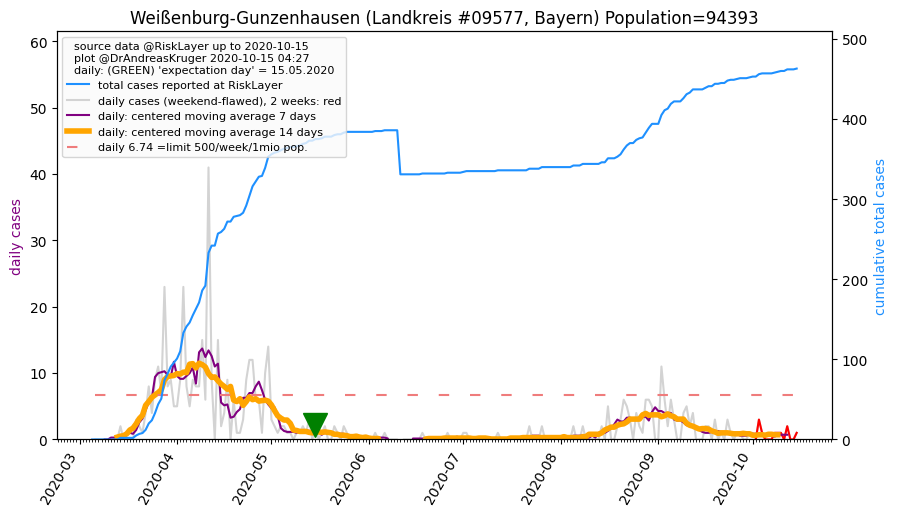 Weißenburg-Gunzenhausen (Landkreis #09577, Bayern) Population=94393
source data @RiskLayer up to 2020-10-15
plot @DrAndreasKruger 2020-10-15 04:27
daily: (GREEN) 'expectation day' = 15.05.2020
total cases reported at RiskLayer
daily cases (weekend-flawed), 2 weeks: red
daily: centered moving average 7 days
daily: centered moving average 14 days
daily 6.74 =limit 500/week/1mio pop.
daily cases
60
50
40
30
20
10
0
cumulative total cases
500
400
300
200
100
0
2020-03
2020-04
2020-05
2020-06
2020-07
2020-08
2020-09
2020-10